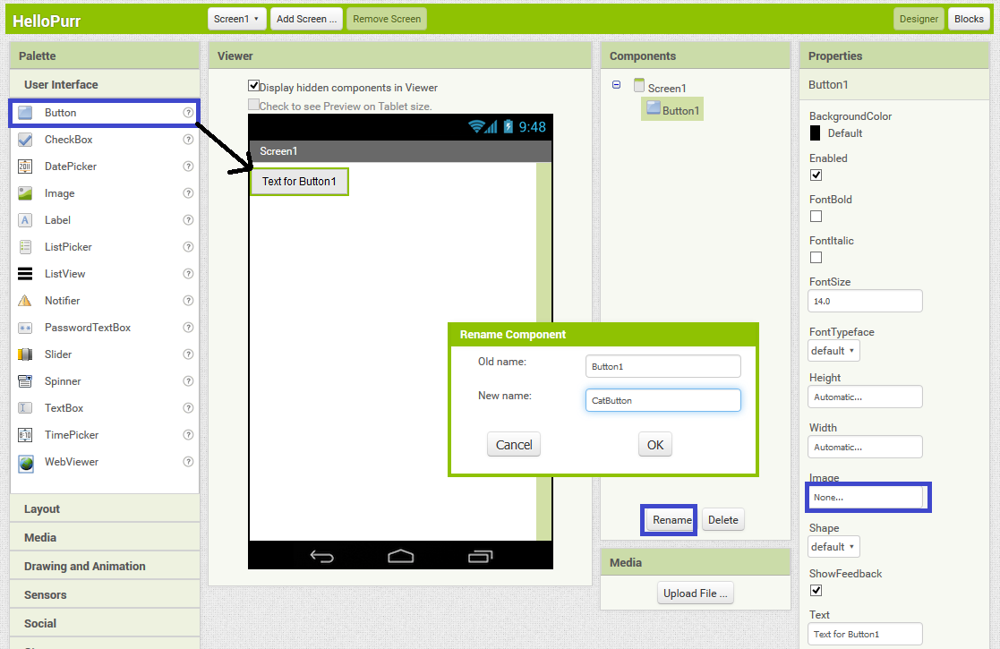 HelloPurr
Screen1
Add Screen ...
Remove Screen
Designer
Blocks
Palette
User Interface
Button
?
CheckBox
?
DatePicker
?
Image
?
Label
?
ListPicker
?
ListView
?
Notifier
?
PasswordTextBox
?
Slider
?
Spinner
?
TextBox
?
TimePicker
?
WebViewer
?
Layout
Media
Drawing and Animation
Sensors
Social
Viewer
Display hidden components in Viewer
Check to see Preview on Tablet size.
9:48
Screen1
Text for Button1
Rename Component
Old name:
Button1
New name:
CatButton
Cancel
OK
Components
Screen1
Button1
Rename
Delete
Media
Upload File ...
Properties
Button1
BackgroundColor
Default
Enabled
FontBold
FontItalic
FontSize
14.0
FontTypeface
default
Height
Automatic...
Width
Automatic...
Image
None...
Shape
default
ShowFeedback
Text
Text for Button1